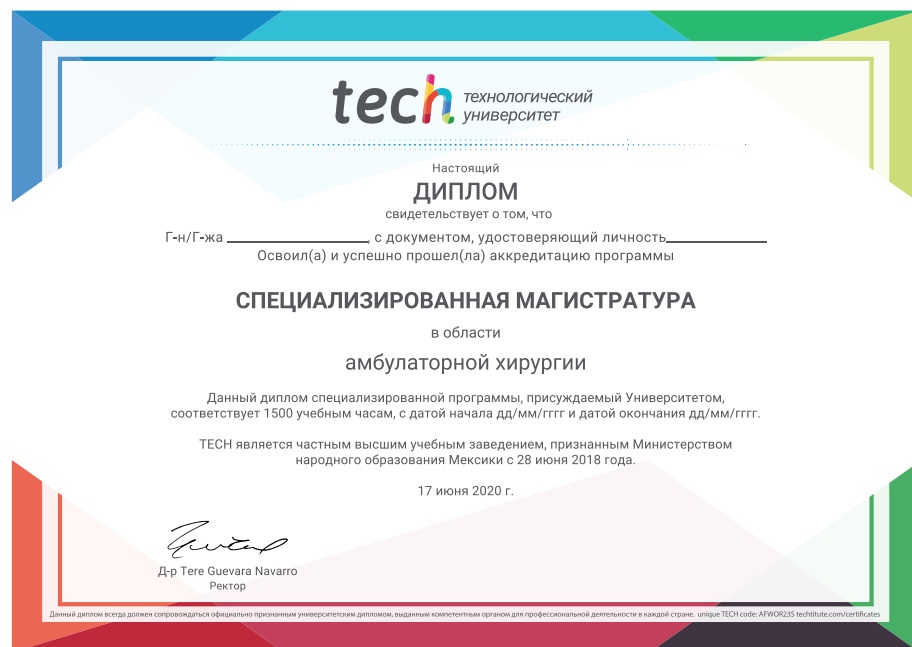 tech технологический университет
Настоящий
ДИПЛОМ
свидетельствует о том, что
Г-н/Г-жа , с документом, удостоверяющий личность
Освоил(а) и успешно прошел(ла) аккредитацию программы
СПЕЦИАЛИЗИРОВАННАЯ МАГИСТРАТУРА
в области
амбулаторной хирургии
Данный диплом специализированной программы, присуждаемый Университетом,
соответствует 1500 учебным часам, с датой начала дд/мм/гггг и датой окончания дд/мм/гггг.
TECH является частным высшим учебным заведением, признанным Министерством
народного образования Мексики с 28 июня 2018 года.
17 июня 2020 г.
Д-р Tere Guevara Navarro
Ректор
Данный диплом всегда должен сопровождаться официально признанным университетским дипломом, выданным компетентным органом для профессиональной деятельности в каждой стране. unique TECH code: AFWOR23S techtitute.com/certificates